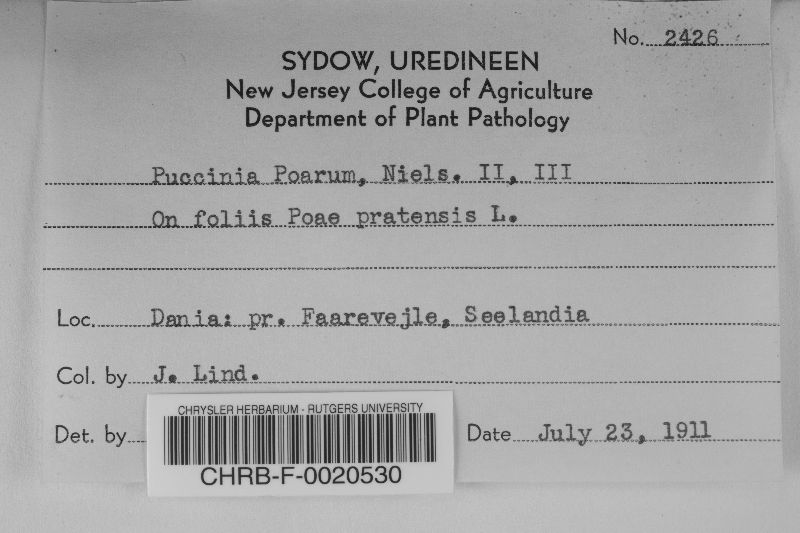 No. 2426
SYDOW, UREDINEEN
New Jersey College of Agriculture
Department of Plant Pathology
Puccinia Poarum, Niels. II, III
On foliis Poae pratensis L.
Loc. Dania: pr. Faarevejle, Seelandia
Col. by J. Lind.
Det. by
Date July 23, 1911
CHRYSLER HERBARIUM - RUTGERS UNIVERSITY
CHRB-F-0020530